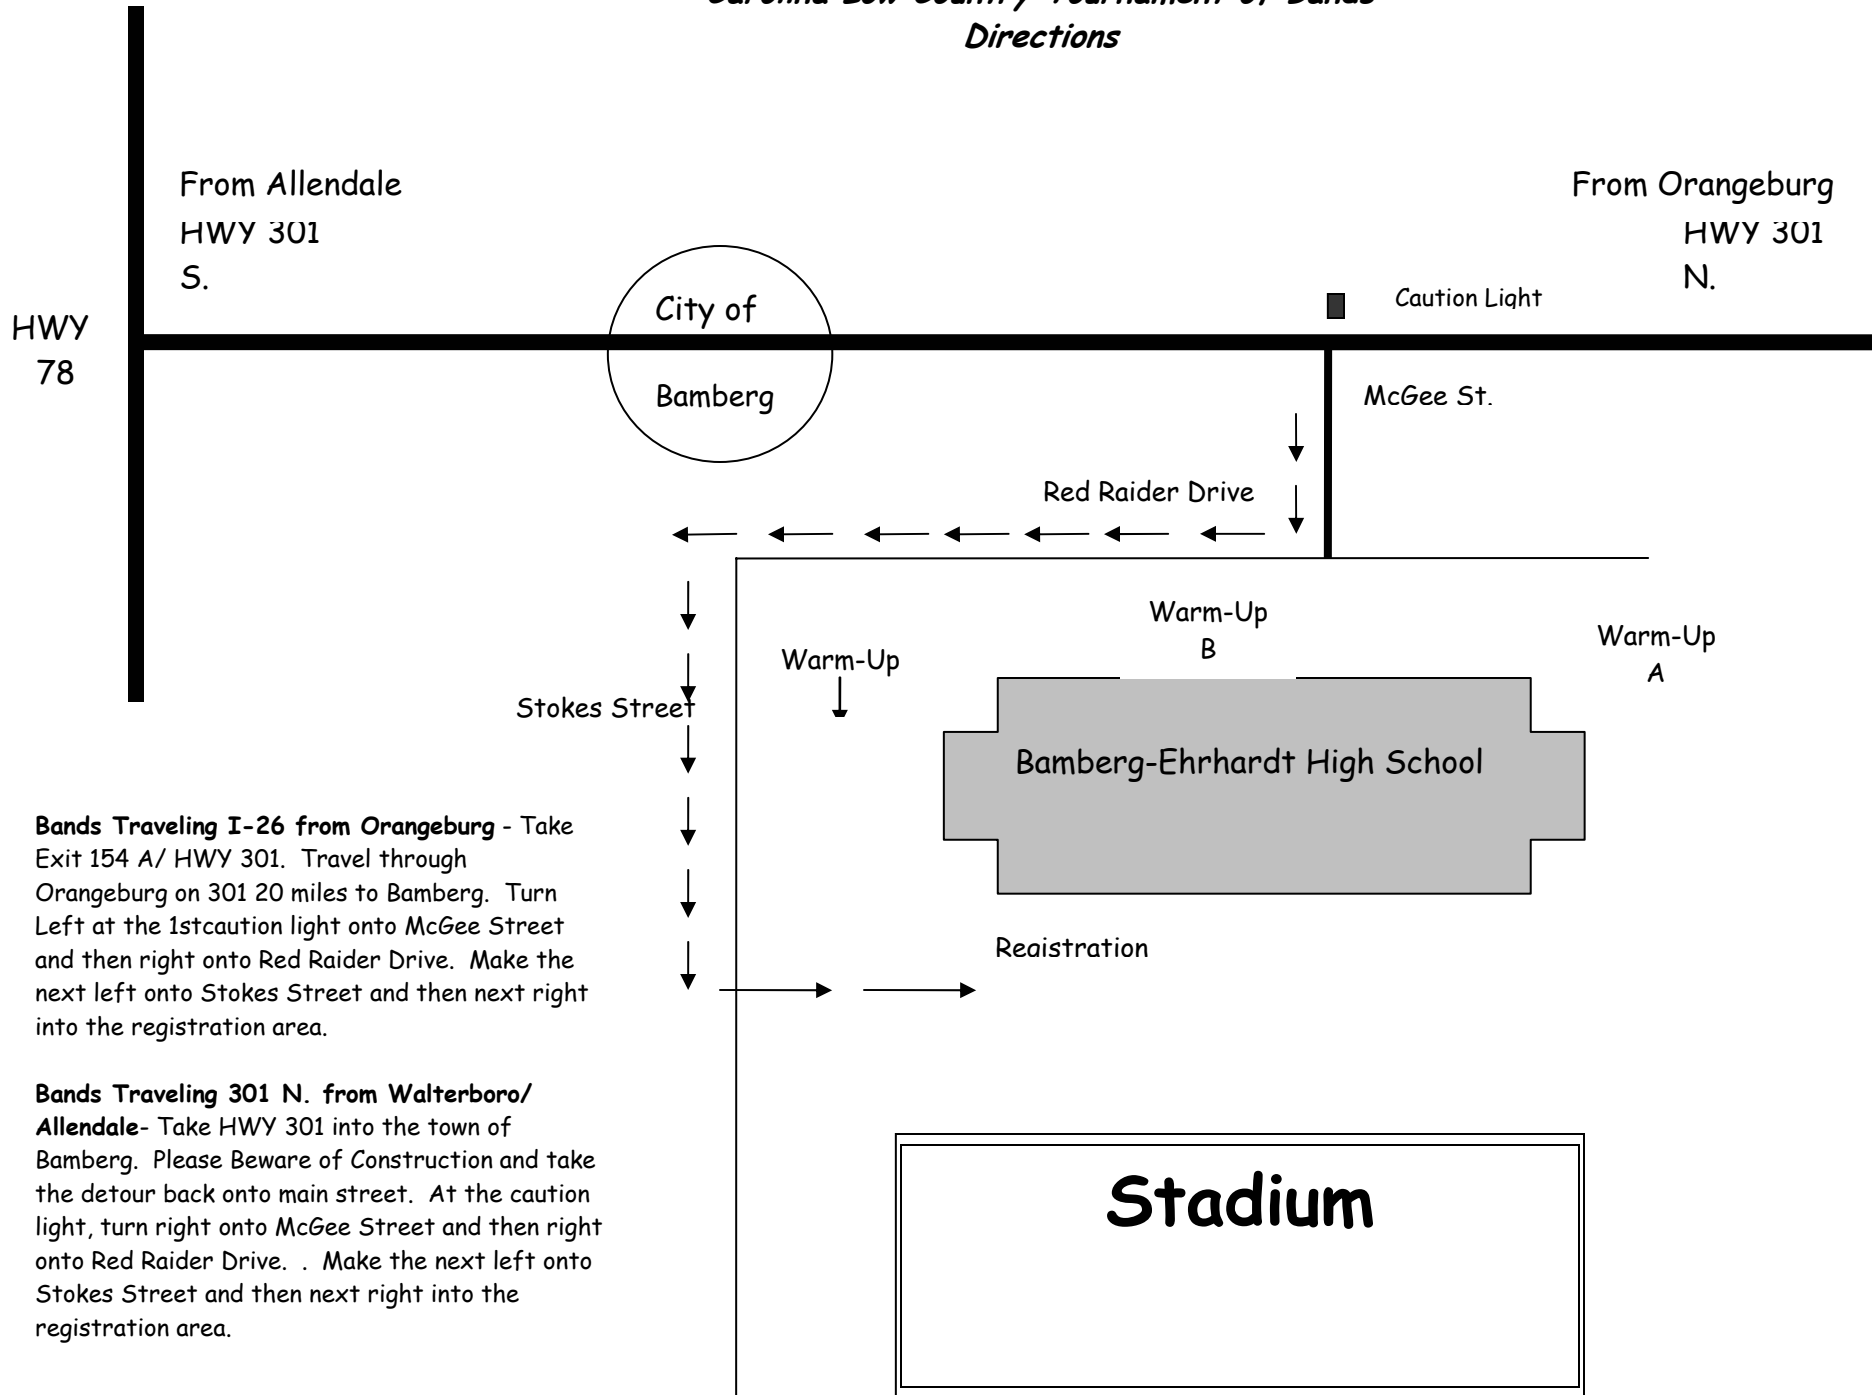 Carolina Low Country Tournament of Bands
Directions
From Allendale
HWY 301
S.
From Orangeburg
HWY 301
N.
HWY
78
City of
Bamberg
Caution Light
McGee St.
Red Raider Drive
Warm-Up
B
Warm-Up
A
Warm-Up
Stokes Street
Bamberg-Ehrhardt High School
Registration
Bands Traveling I-26 from Orangeburg - Take
Exit 154 A/ HWY 301.  Travel through
Orangeburg on 301 20 miles to Bamberg.  Turn
Left at the 1stcaution light onto McGee Street
and then right onto Red Raider Drive.  Make the
next left onto Stokes Street and then next right
into the registration area.
Bands Traveling 301 N. from Walterboro/
Allendale- Take HWY 301 into the town of
Bamberg.  Please Beware of Construction and take
the detour back onto main street.  At the caution
light, turn right onto McGee Street and then right
onto Red Raider Drive. .  Make the next left onto
Stokes Street and then next right into the
registration area.
Stadium